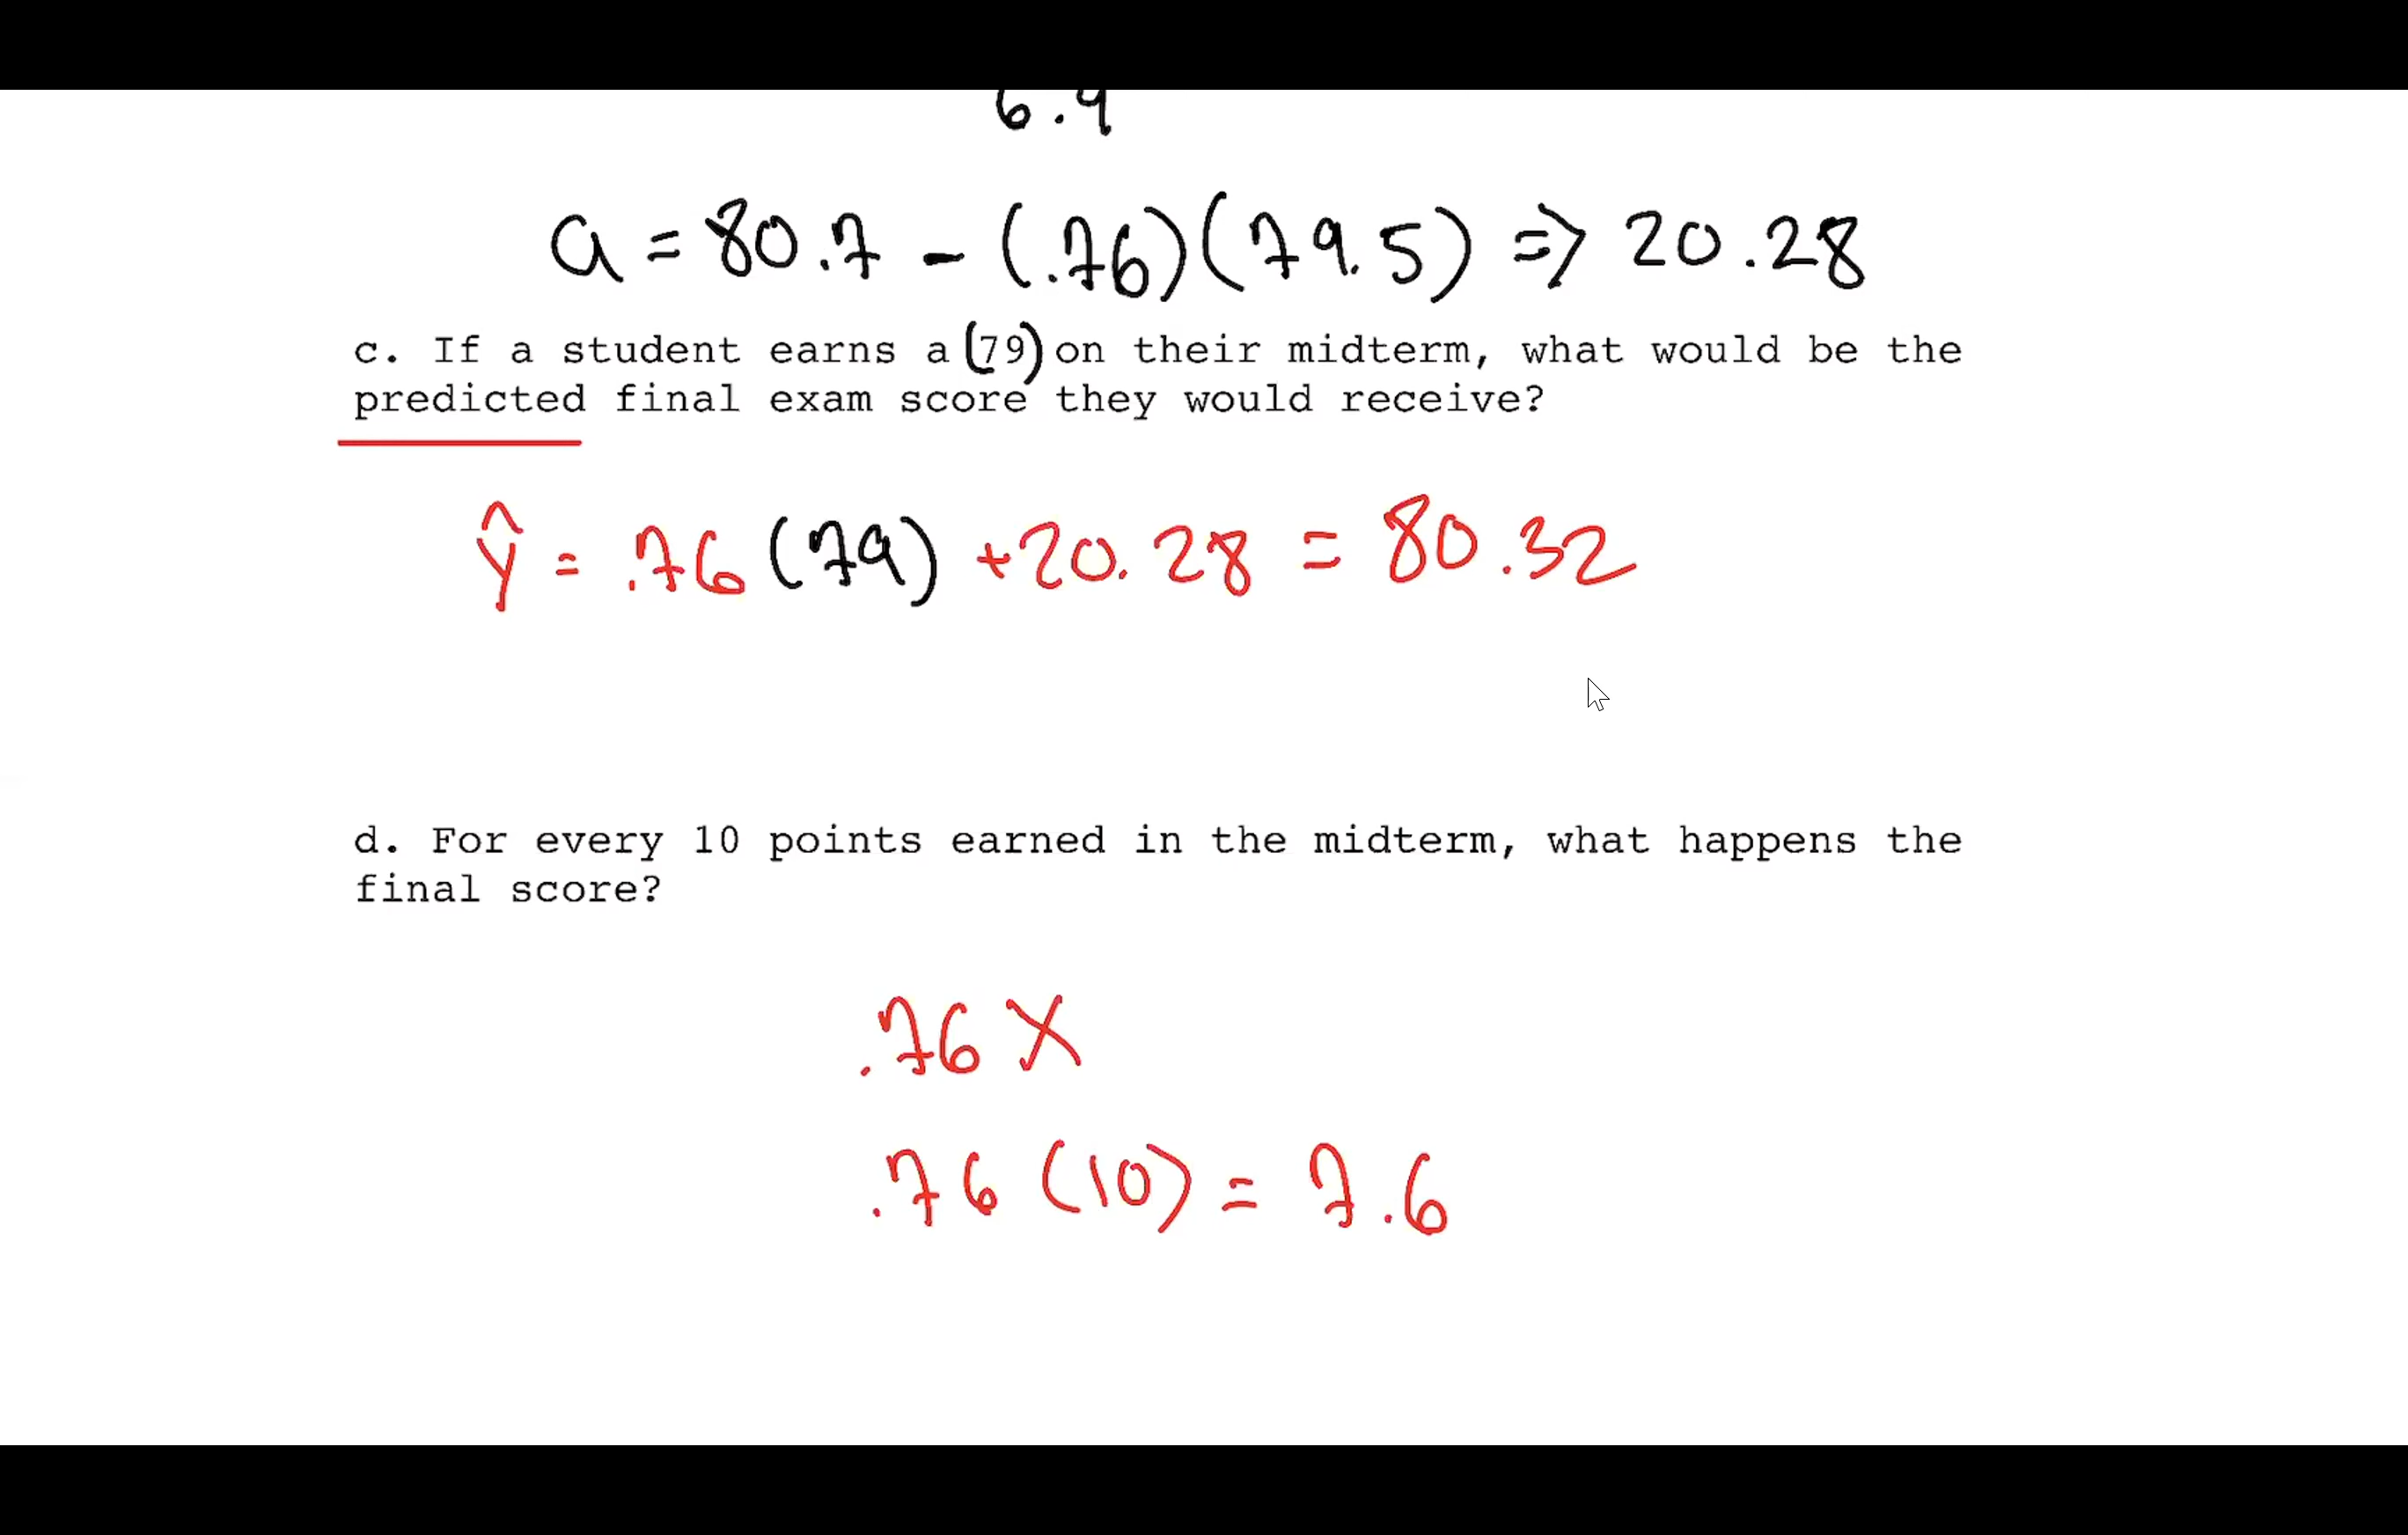 6.9
a = 80.7 - (.76)(79.5) => 20.28
c. If a student earns a (79) on their midterm, what would be the
predicted final exam score they would receive?
ŷ = .76 (79) + 20.28 = 80.32
d. For every 10 points earned in the midterm, what happens the
final score?
.76 X
.76 (10) = 7.6